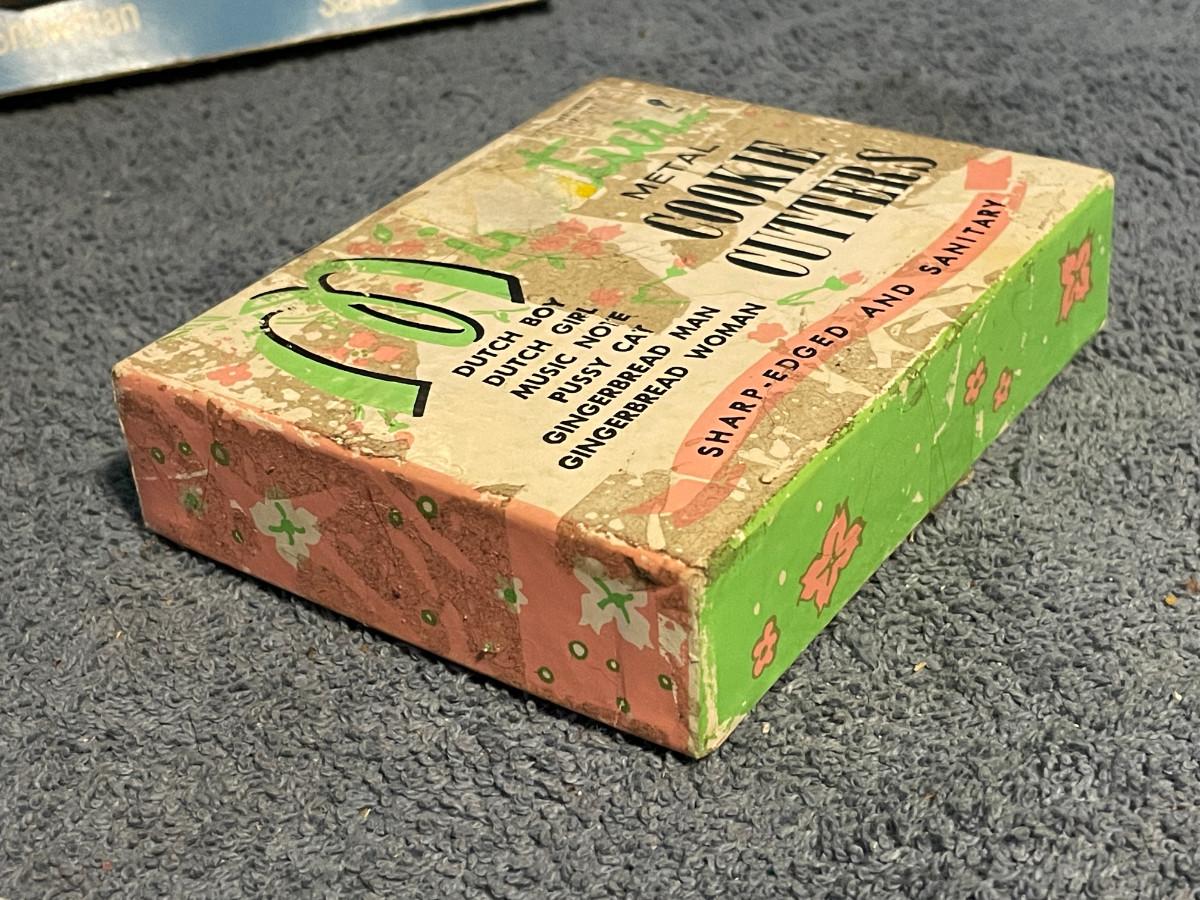 METAL
COOKIE
CUTTERS
6
DUTCH BOY
DUTCH GIRL
MUSIC NOTE
PUSSY CAT
GINGERBREAD MAN
GINGERBREAD WOMAN
SHARP-EDGED AND SANITARY